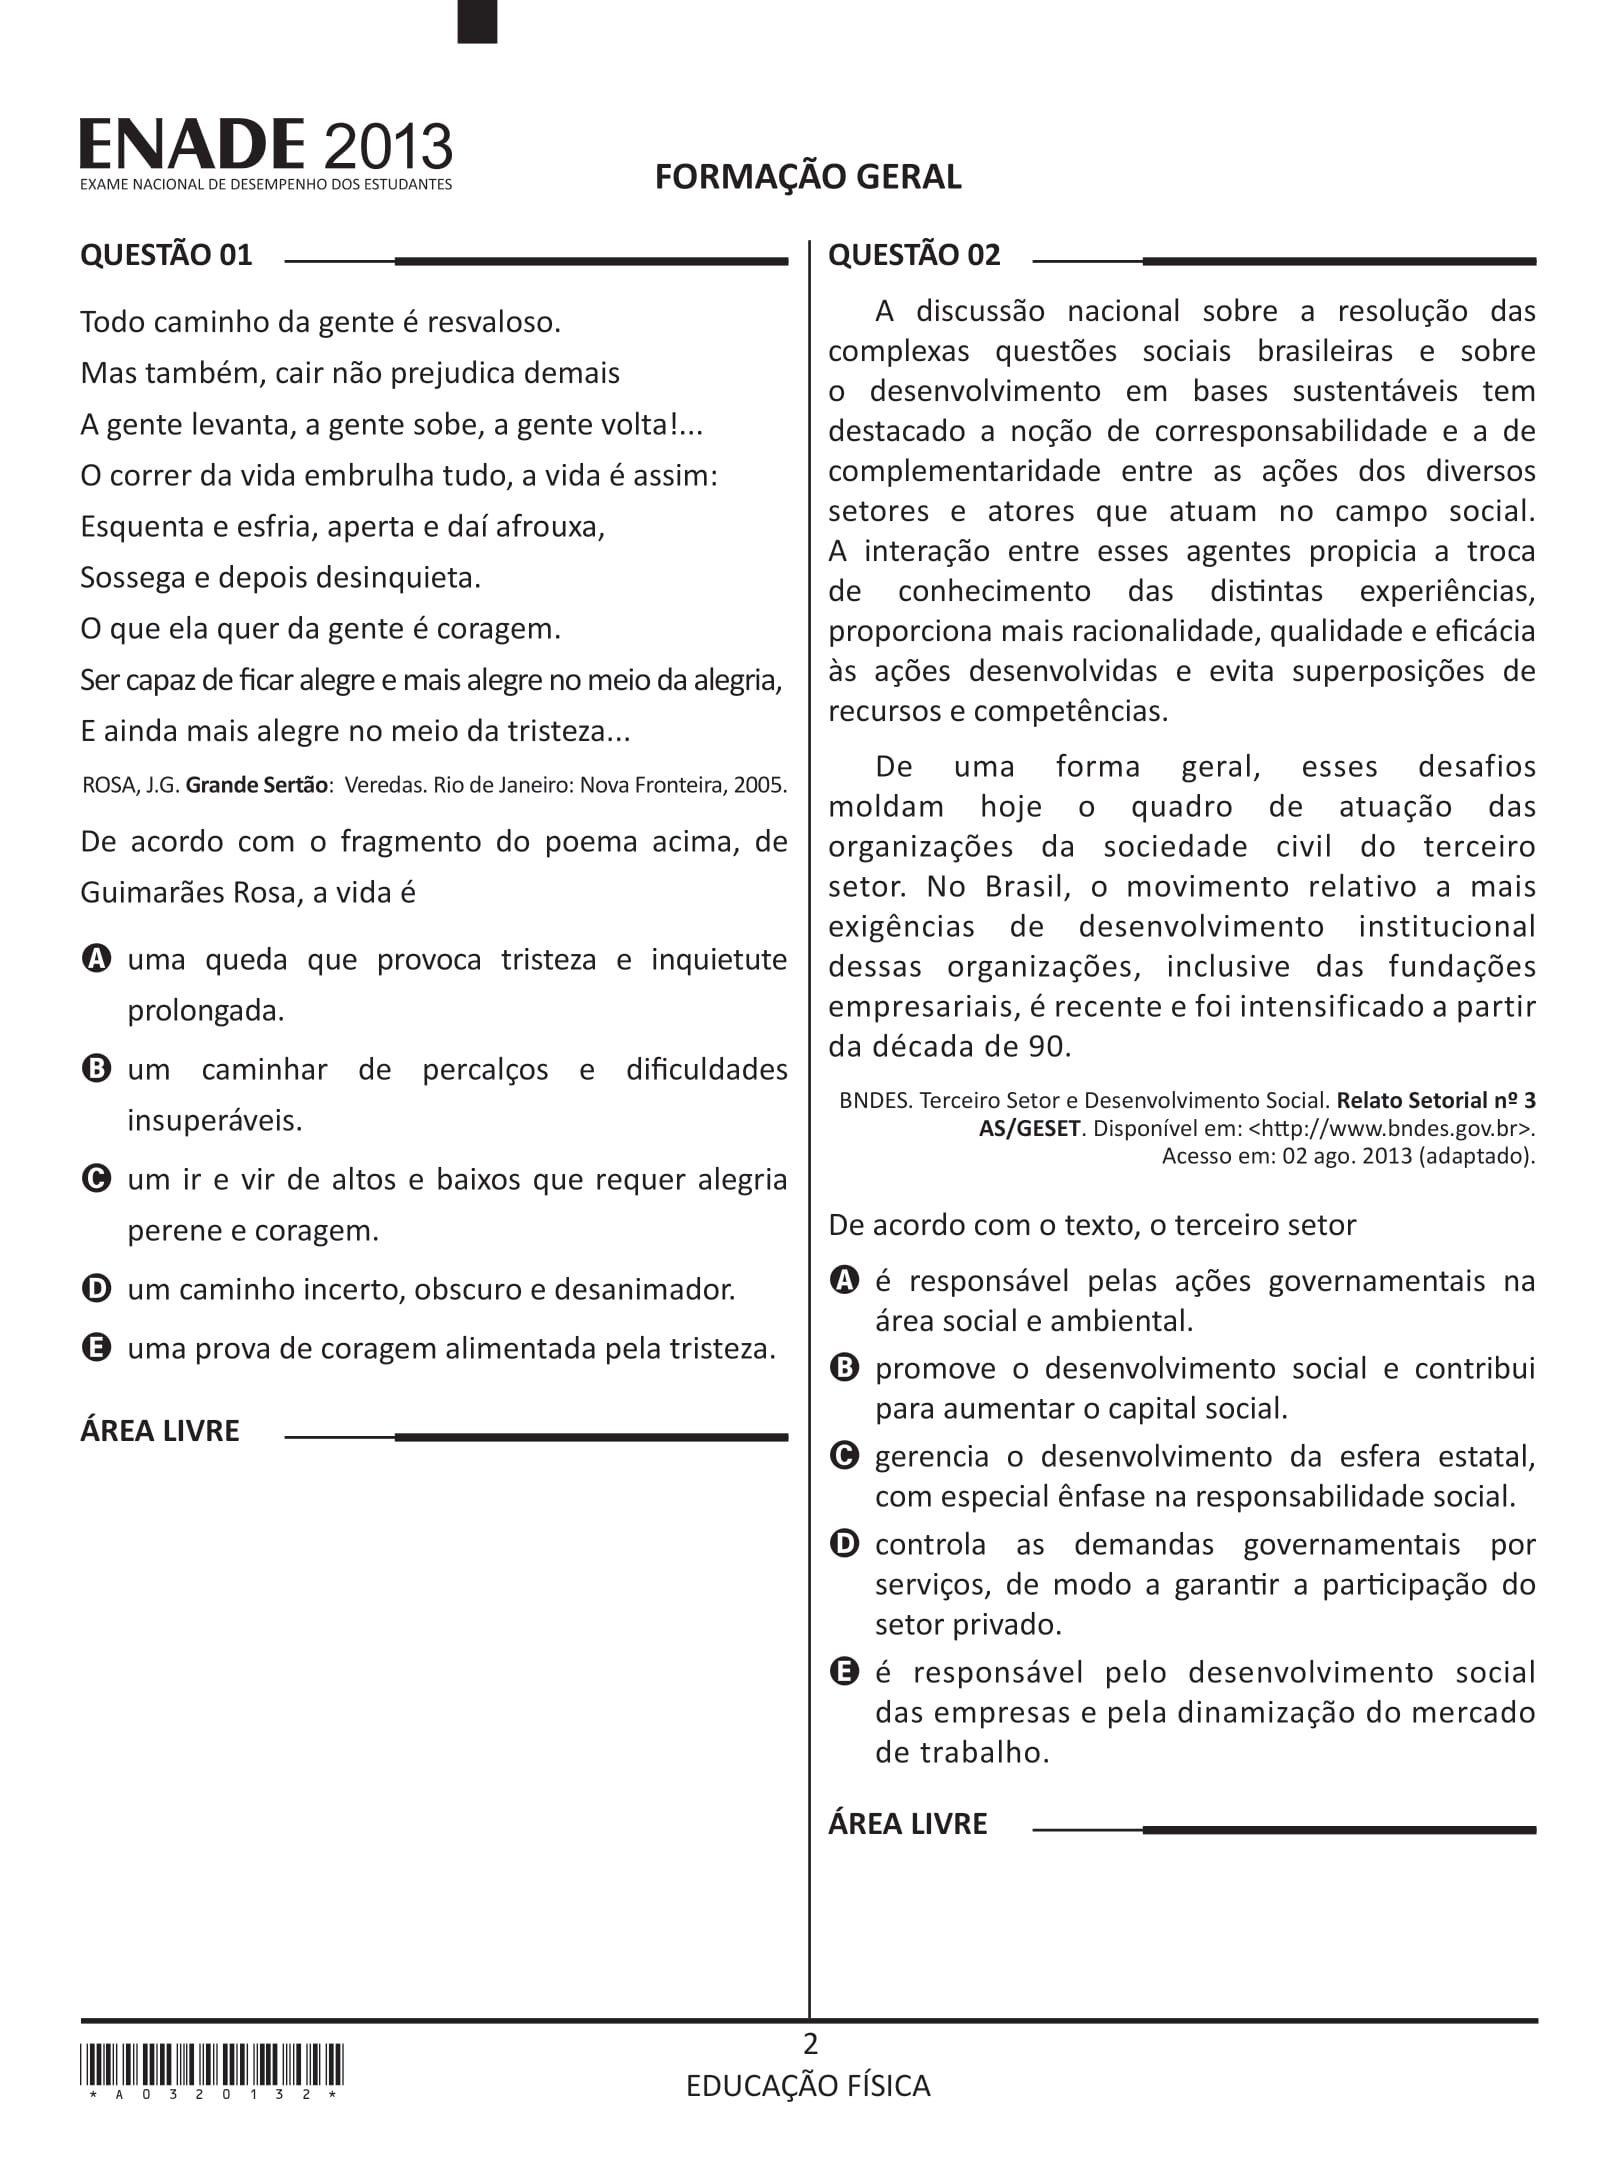 ENADE 2013
EXAME NACIONAL DE DESEMPENHO DOS ESTUDANTES
FORMAÇÃO GERAL
QUESTÃO 01
Todo caminho da gente é resvaloso.
Mas também, cair não prejudica demais
A gente levanta, a gente sobe, a gente volta!...
O correr da vida embrulha tudo, a vida é assim:
Esquenta e esfria, aperta e daí afrouxa,
Sossega e depois desinquieta.
O que ela quer da gente é coragem.
Ser capaz de ficar alegre e mais alegre no meio da alegria,
E ainda mais alegre no meio da tristeza...
ROSA, J.G. Grande Sertão: Veredas. Rio de Janeiro: Nova Fronteira, 2005.
De acordo com o fragmento do poema acima, de
Guimarães Rosa, a vida é
A uma queda que provoca tristeza e inquietute
prolongada.
B um caminhar de percalços e dificuldades
insuperáveis.
C um ir e vir de altos e baixos que requer alegria
perene e coragem.
D um caminho incerto, obscuro e desanimador.
E uma prova de coragem alimentada pela tristeza.
ÁREA LIVRE
QUESTÃO 02
A discussão nacional sobre a resolução das
complexas questões sociais brasileiras e sobre
o desenvolvimento em bases sustentáveis tem
destacado a noção de corresponsabilidade e a de
complementaridade entre as ações dos diversos
setores e atores que atuam no campo social.
A interação entre esses agentes propicia a troca
de conhecimento das distintas experiências,
proporciona mais racionalidade, qualidade e eficácia
às ações desenvolvidas e evita superposições de
recursos e competências.
De uma forma geral, esses desafios
moldam hoje o quadro de atuação das
organizações da sociedade civil do terceiro
setor. No Brasil, o movimento relativo a mais
exigências de desenvolvimento institucional
dessas organizações, inclusive das fundações
empresariais, é recente e foi intensificado a partir
da década de 90.
BNDES. Terceiro Setor e Desenvolvimento Social. Relato Setorial nº 3
AS/GESET. Disponível em: <http://www.bndes.gov.br>.
Acesso em: 02 ago. 2013 (adaptado).
De acordo com o texto, o terceiro setor
A é responsável pelas ações governamentais na
área social e ambiental.
B promove o desenvolvimento social e contribui
para aumentar o capital social.
C gerencia o desenvolvimento da esfera estatal,
com especial ênfase na responsabilidade social.
D controla as demandas governamentais por
serviços, de modo a garantir a participação do
setor privado.
E é responsável pelo desenvolvimento social
das empresas e pela dinamização do mercado
de trabalho.
ÁREA LIVRE
2
EDUCAÇÃO FÍSICA
* A 0 3 2 0 1 3 2 *